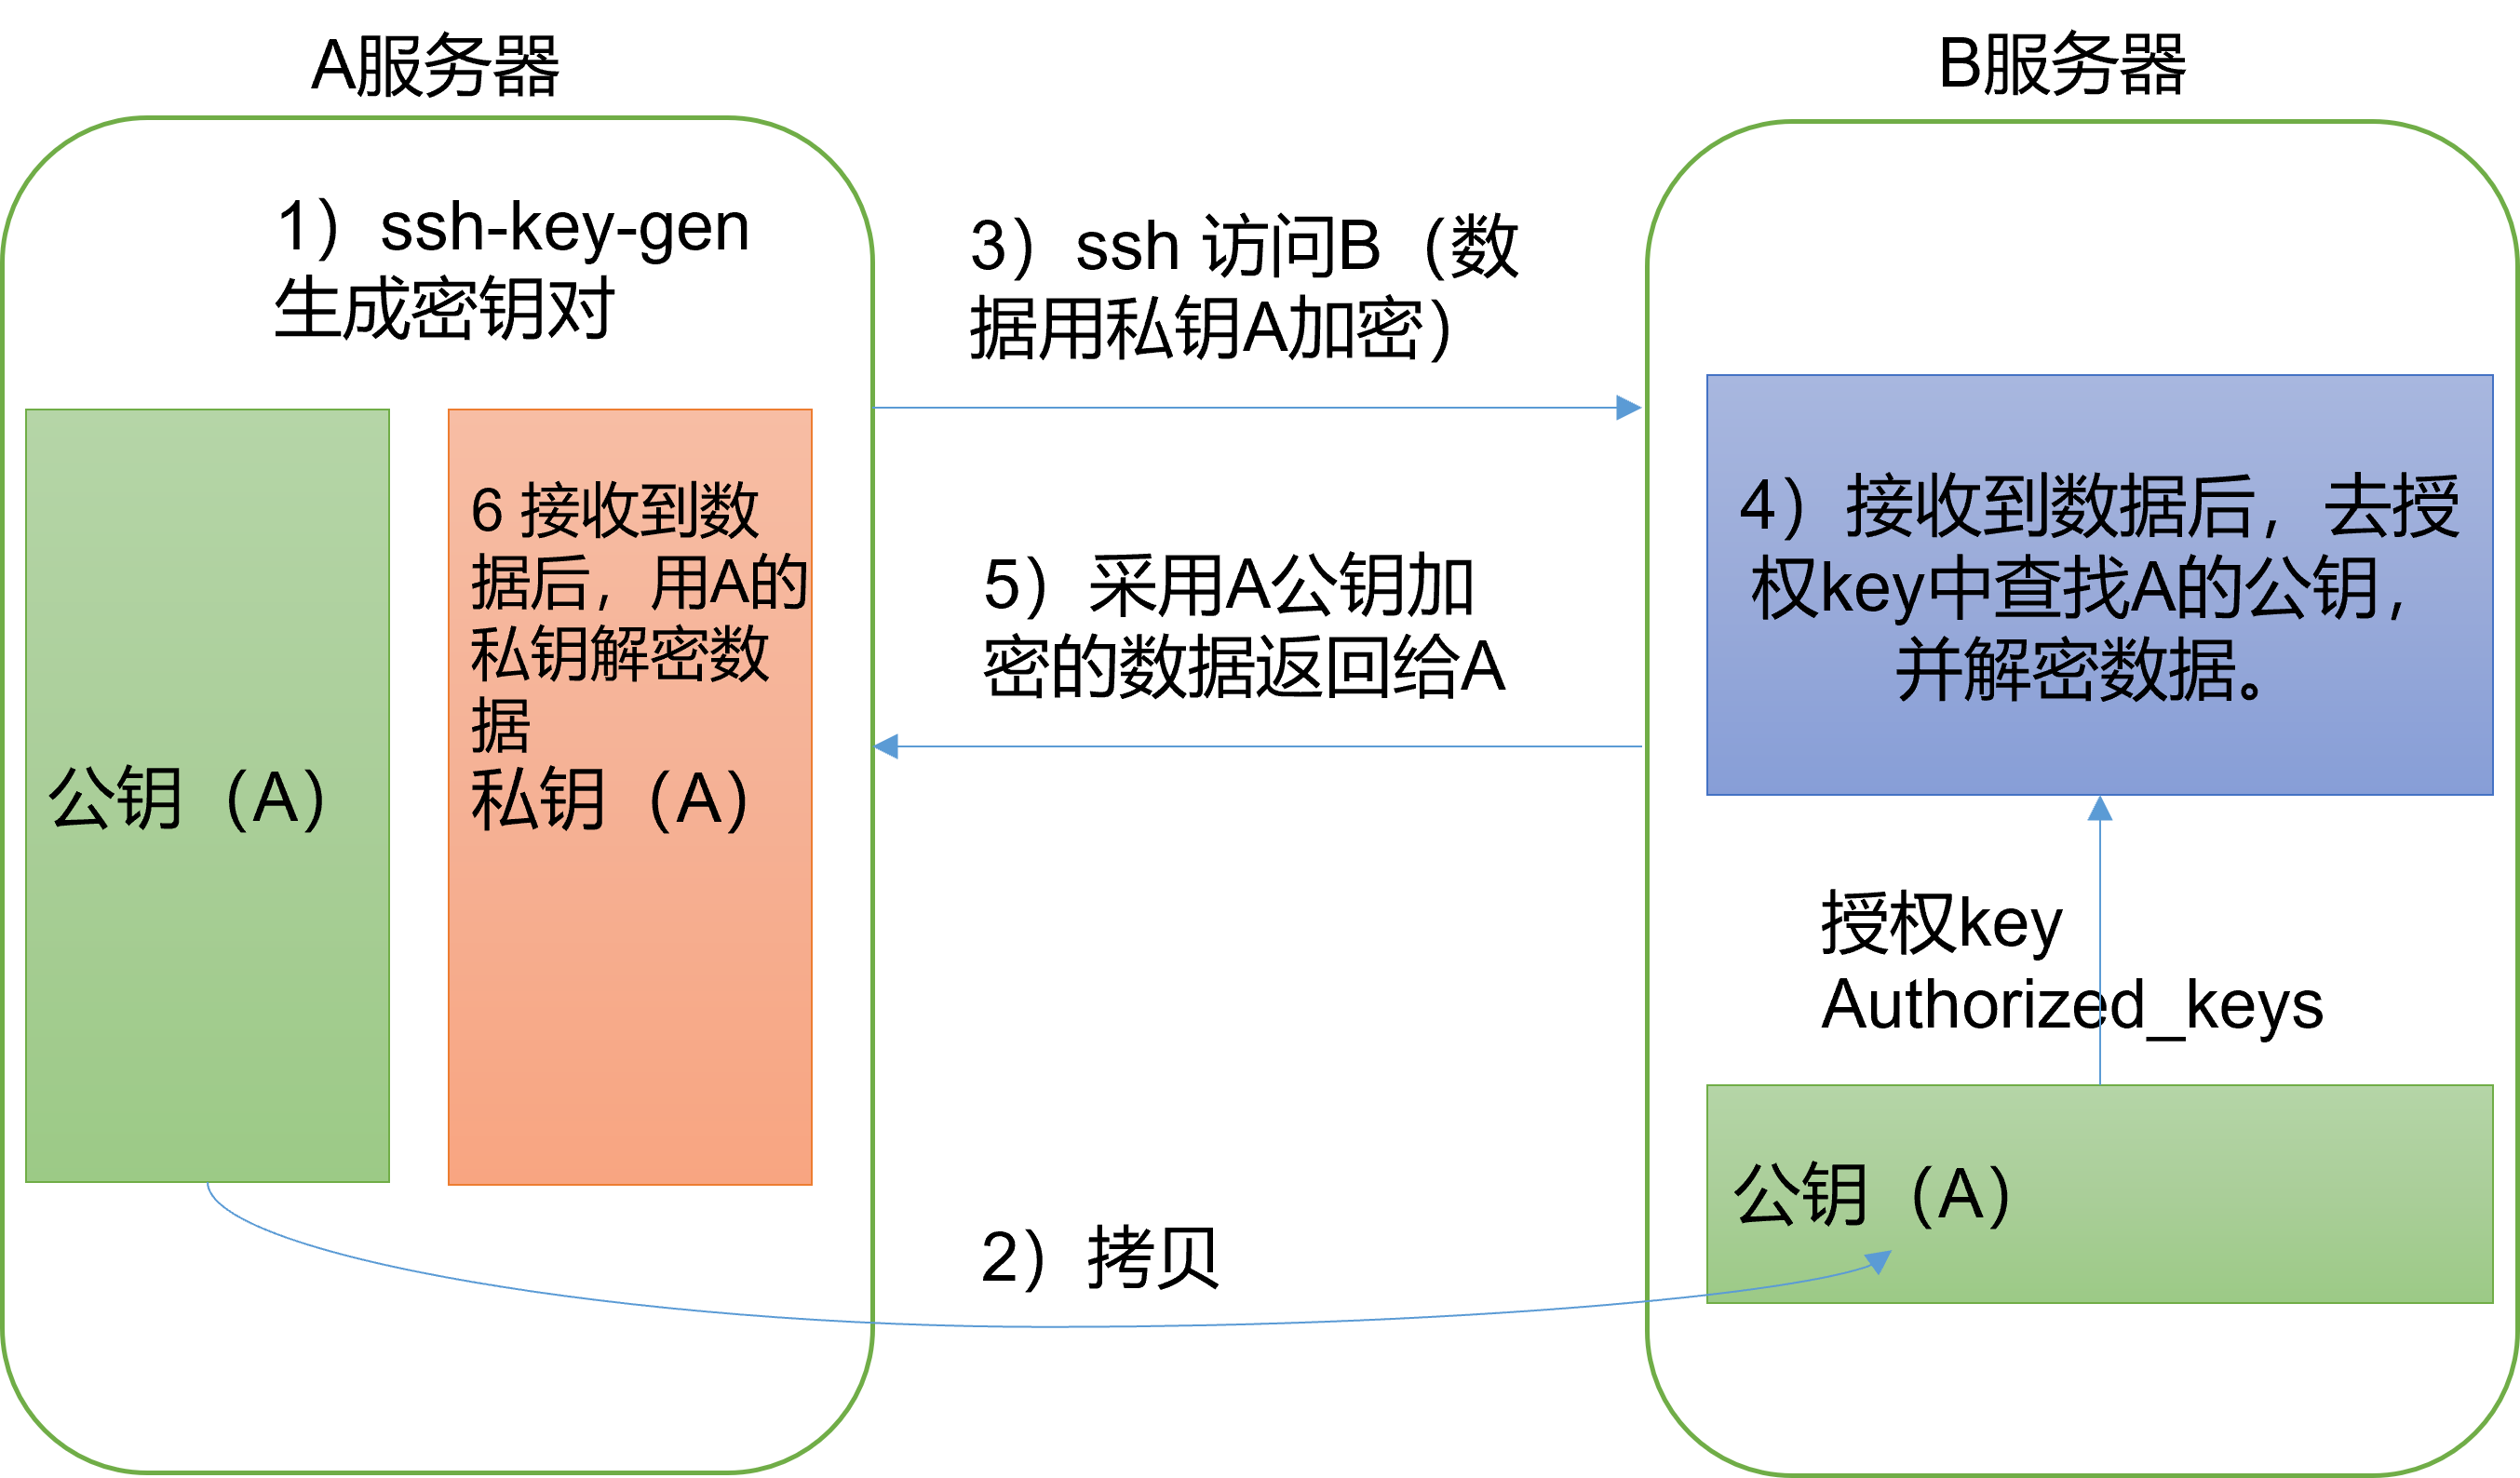 A服务器
1）ssh-key-gen
生成密钥对
公钥（A）
6 接收到数
据后，用A的
私钥解密数
据
私钥（A）
3）ssh 访问B（数
据用私钥A加密）
5）采用A公钥加
密的数据返回给A
2）拷贝
B服务器
4）接收到数据后，去授
权key中查找A的公钥，
并解密数据。
授权key
Authorized_keys
公钥（A）